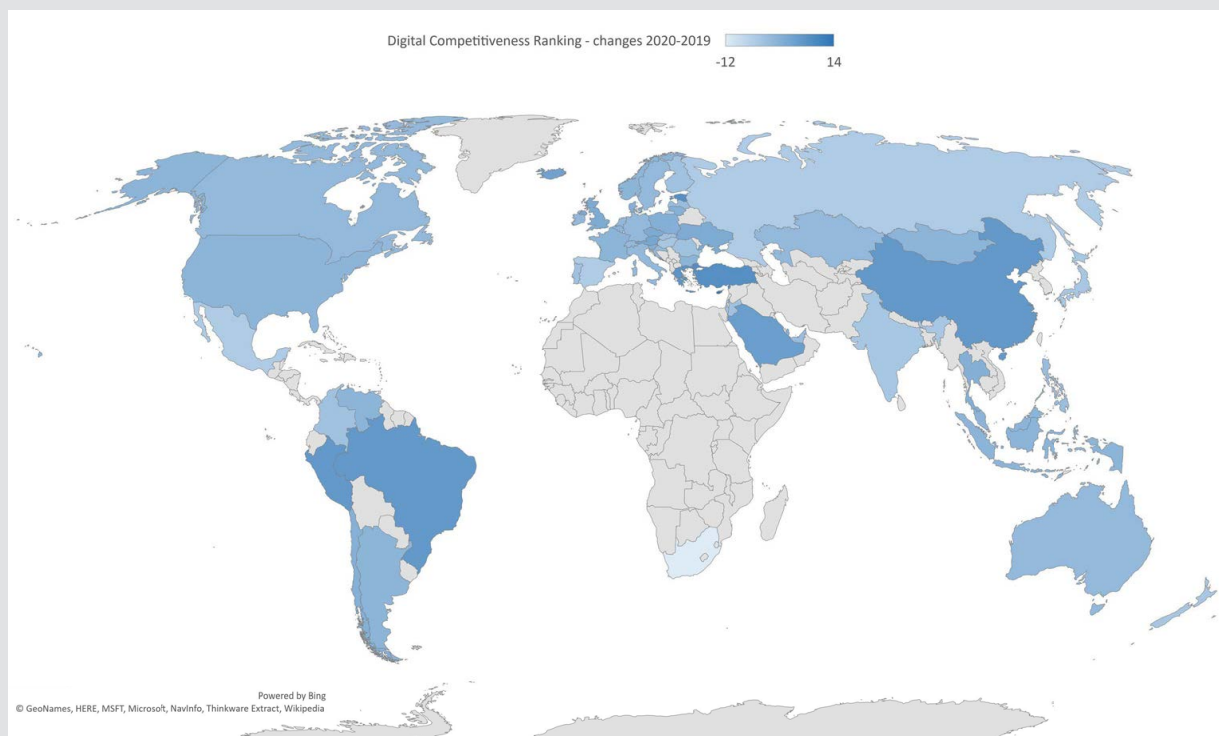 Digital Competitiveness Ranking - changes 2020-2019
-12 14
Powered by Bing
© GeoNames, HERE, MSFT, Microsoft, NavInfo, Thinkware Extract, Wikipedia